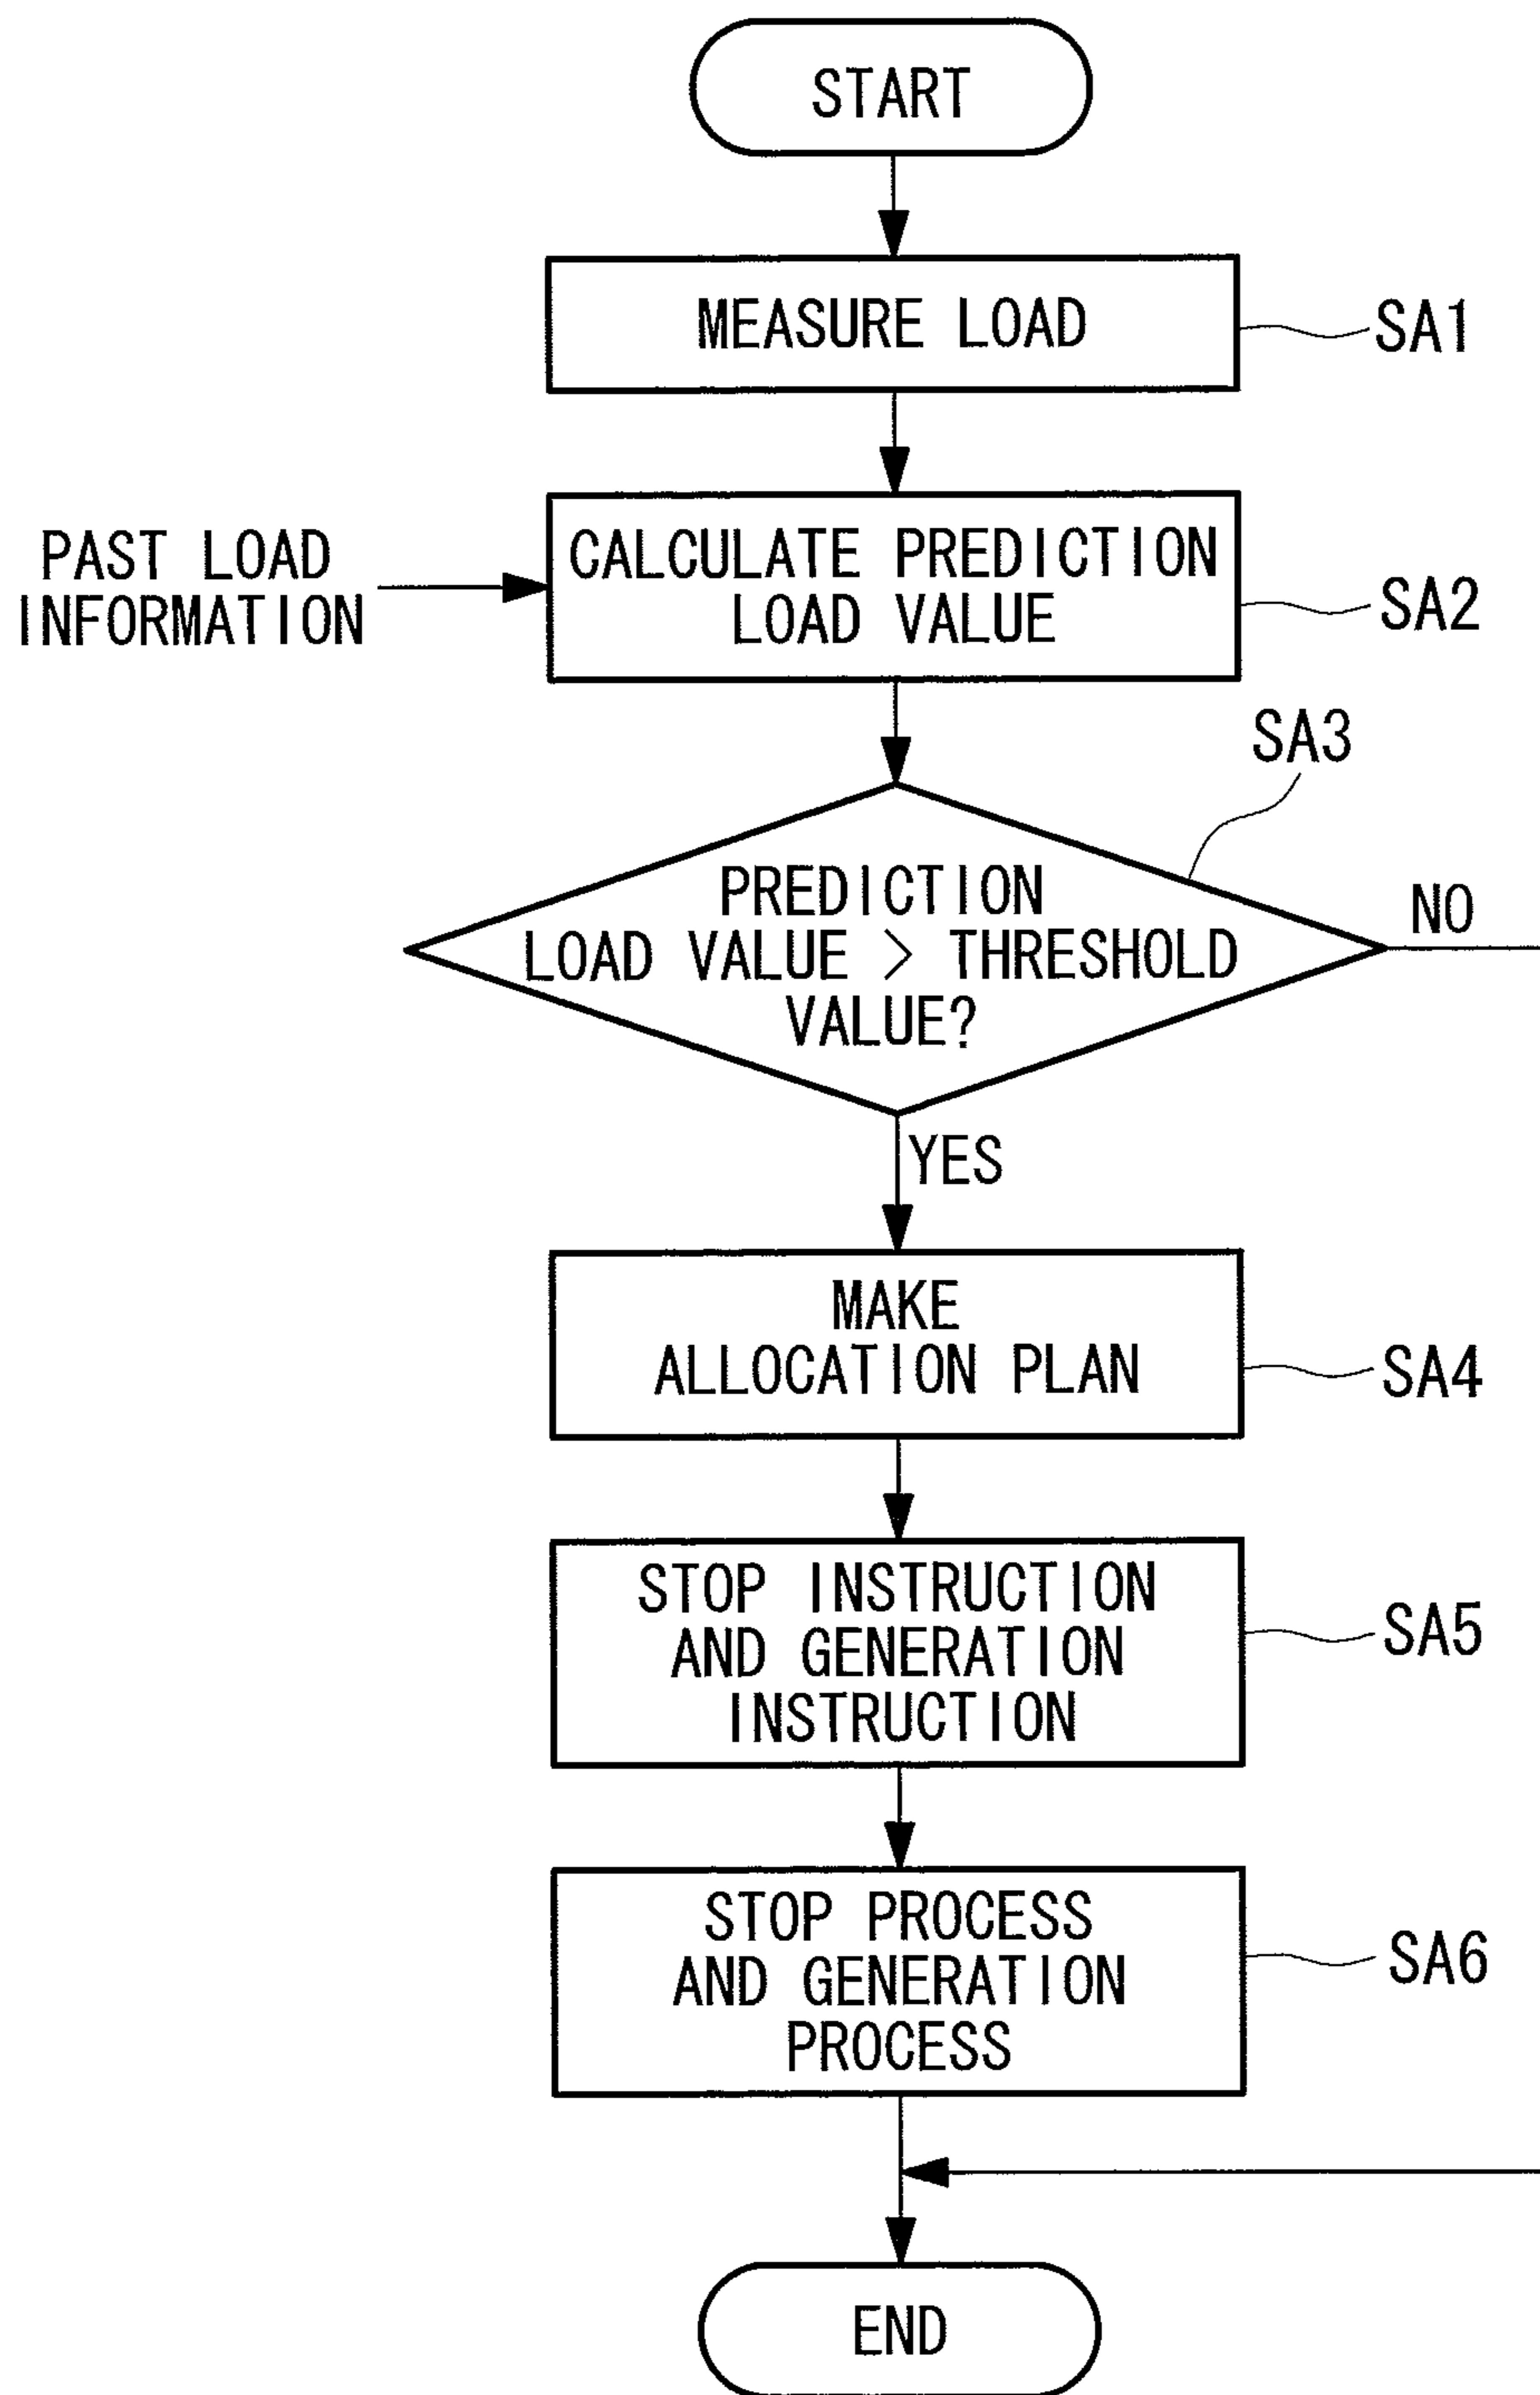 START
MEASURE LOAD
SA1
PAST LOAD
INFORMATION
CALCULATE PREDICTION
LOAD VALUE
SA2
SA3
PREDICTION
LOAD VALUE > THRESHOLD
VALUE?
NO
YES
MAKE
ALLOCATION PLAN
SA4
STOP INSTRUCTION
AND GENERATION
INSTRUCTION
SA5
STOP PROCESS
AND GENERATION
PROCESS
SA6
END